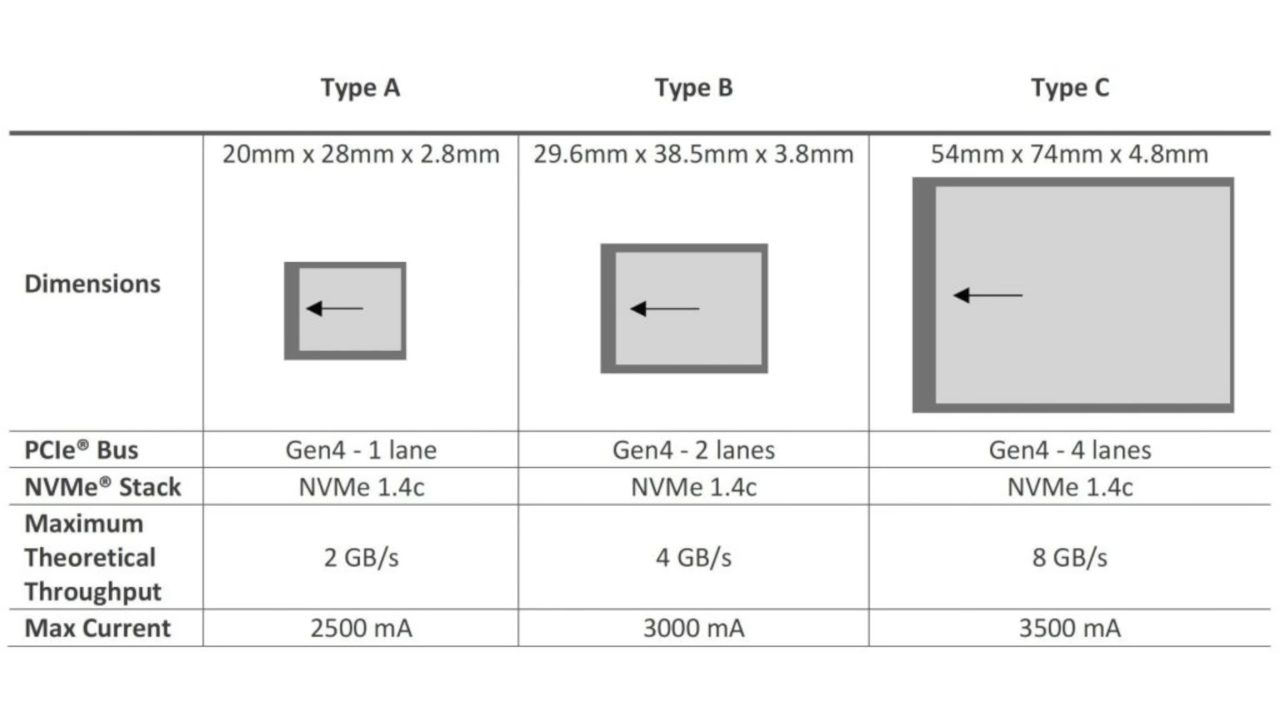 Type A Type B Type C
20mm x 28mm x 2.8mm 29.6mm x 38.5mm x 3.8mm 54mm x 74mm x 4.8mm
Dimensions
PCIe® Bus Gen4 - 1 lane Gen4 - 2 lanes Gen4 - 4 lanes
NVMe® Stack NVMe 1.4c NVMe 1.4c NVMe 1.4c
Maximum
Theoretical 2 GB/s 4 GB/s 8 GB/s
Throughput
Max Current 2500 mA 3000 mA 3500 mA